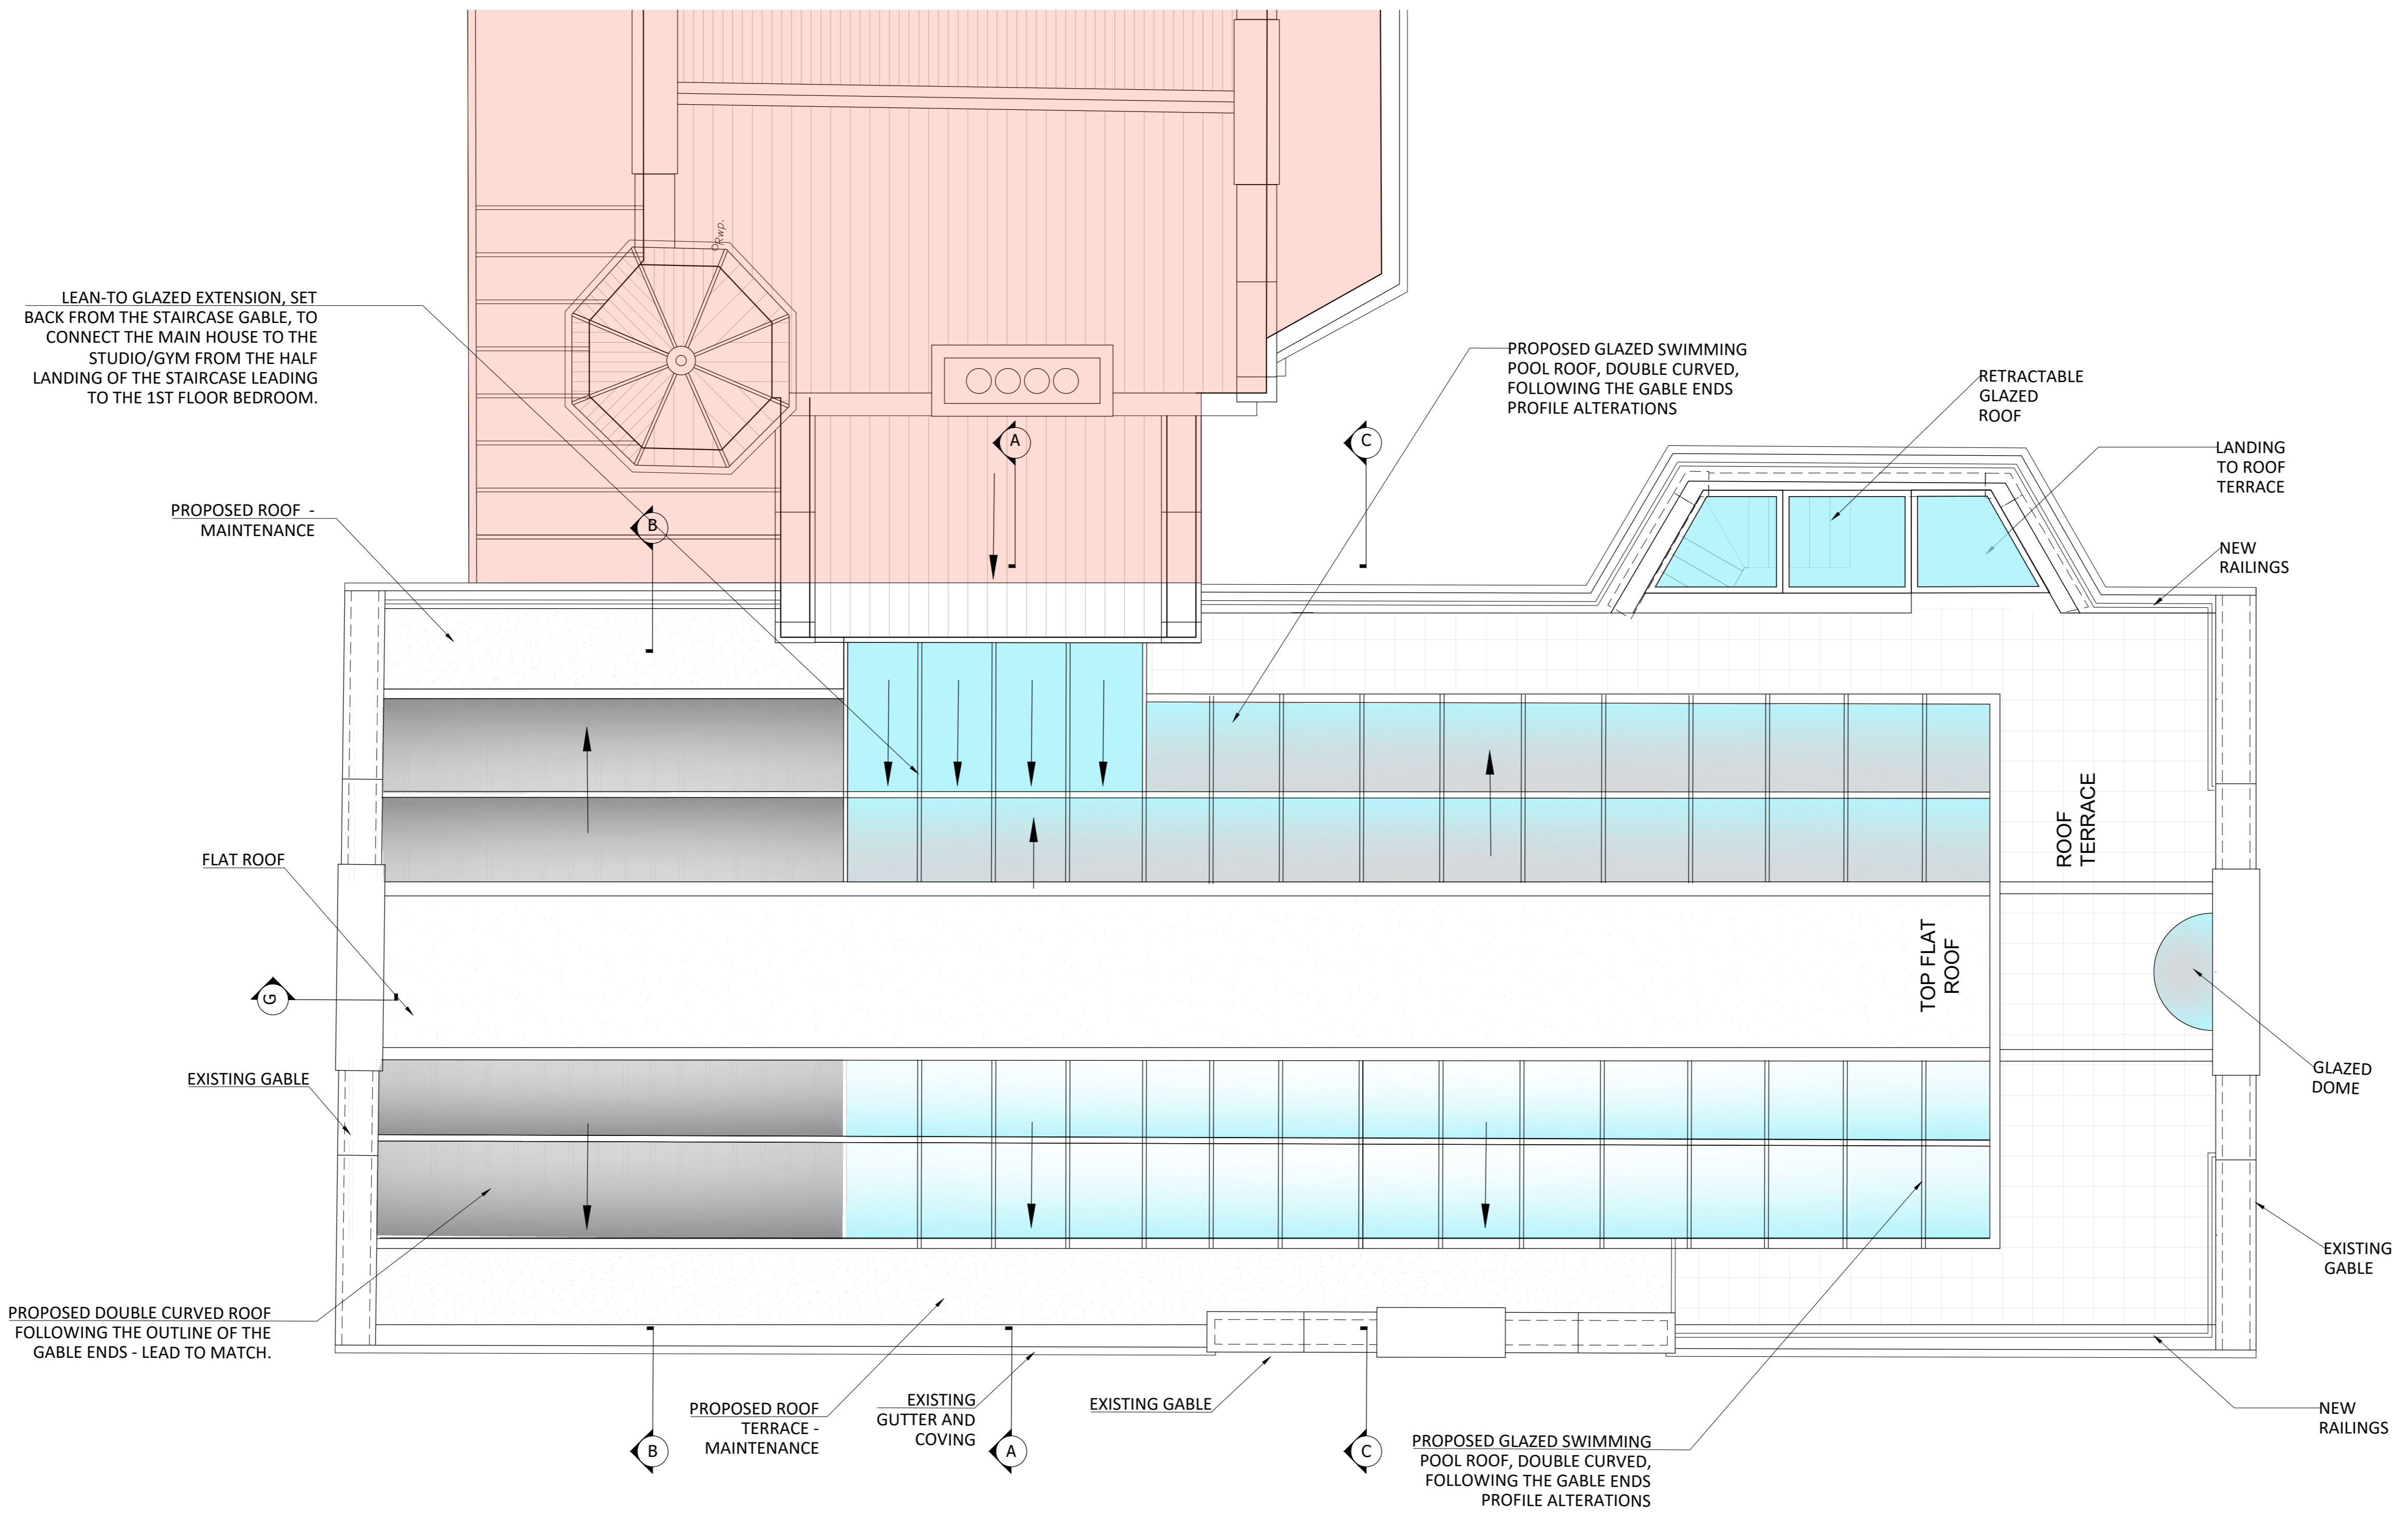 Rwp.
LEAN-TO GLAZED EXTENSION, SET
BACK FROM THE STAIRCASE GABLE, TO
CONNECT THE MAIN HOUSE TO THE
STUDIO/GYM FROM THE HALF
LANDING OF THE STAIRCASE LEADING
TO THE 1ST FLOOR BEDROOM.
PROPOSED GLAZED SWIMMING
POOL ROOF, DOUBLE CURVED,
FOLLOWING THE GABLE ENDS
PROFILE ALTERATIONS
RETRACTABLE
GLAZED
ROOF
LANDING
TO ROOF
TERRACE
A
C
B
PROPOSED ROOF -
MAINTENANCE
NEW
RAILINGS
ROOF
TERRACE
FLAT ROOF
TOP FLAT
ROOF
G
EXISTING GABLE
GLAZED
DOME
EXISTING
GABLE
PROPOSED DOUBLE CURVED ROOF
FOLLOWING THE OUTLINE OF THE
GABLE ENDS - LEAD TO MATCH.
PROPOSED ROOF
TERRACE -
MAINTENANCE
EXISTING
GUTTER AND
COVING
EXISTING GABLE
NEW
RAILINGS
B
A
C
PROPOSED GLAZED SWIMMING
POOL ROOF, DOUBLE CURVED,
FOLLOWING THE GABLE ENDS
PROFILE ALTERATIONS